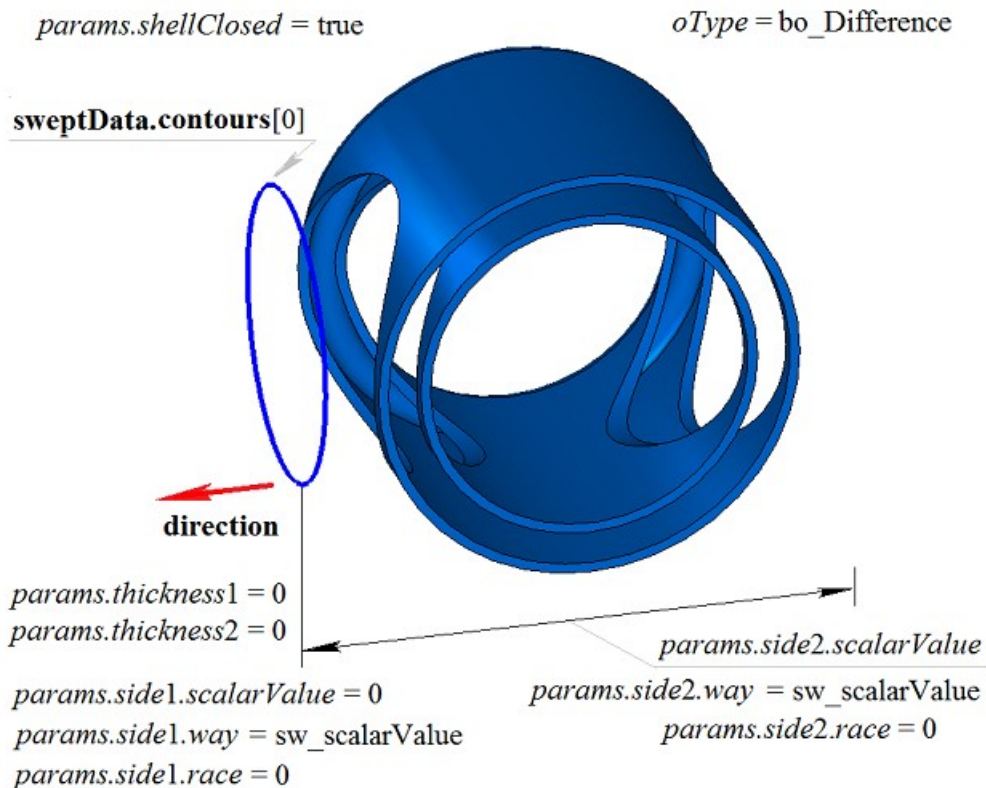 params.shellClosed = true
oType = bo_Difference
sweptData.contours[0]
direction
params.thickness1 = 0
params.thickness2 = 0
params.side2.scalarValue
params.side1.scalarValue = 0
params.side2.way = sw_scalarValue
params.side1.way = sw_scalarValue
params.side2.race = 0
params.side1.race = 0